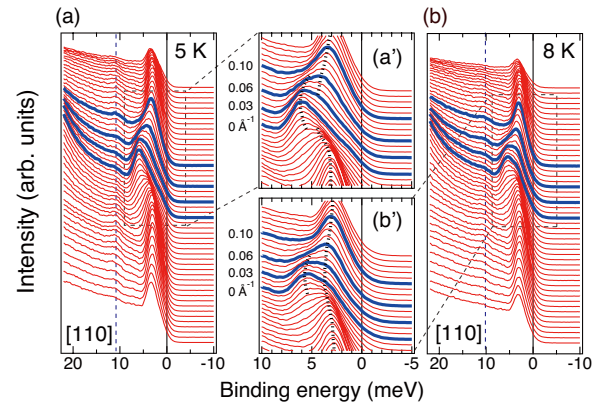 (a)
5 K
[110]
20
10
0
-10
(a')
0.10
0.06
0.03
0 Å⁻¹
(b')
0.10
0.06
0.03
0 Å⁻¹
10
5
0
-5
(b)
8 K
[110]
20
10
0
-10
Intensity (arb. units)
Binding energy (meV)